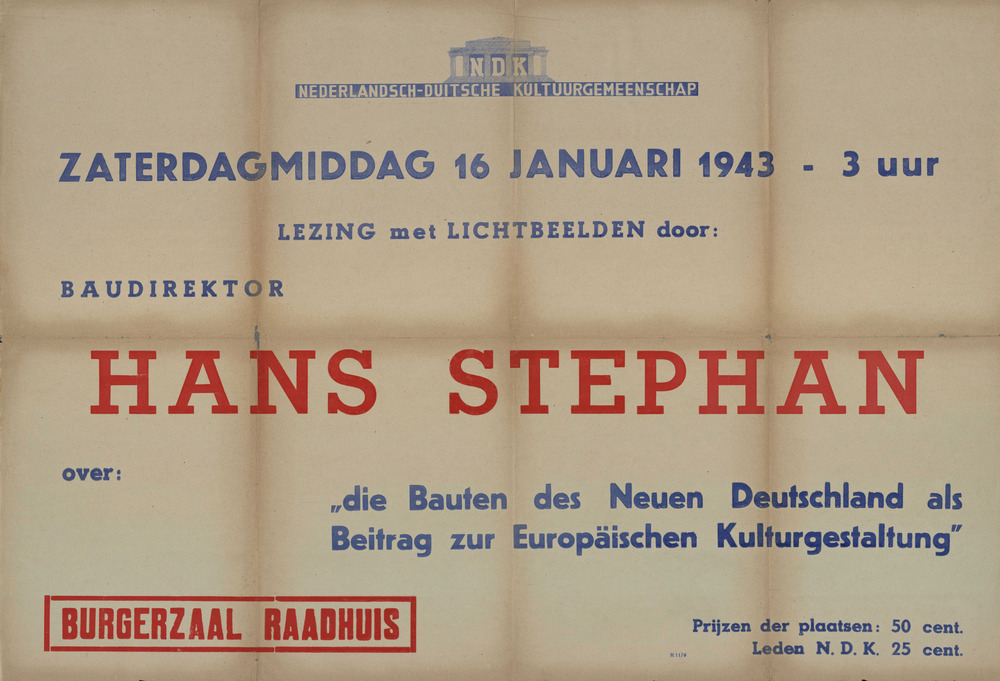 NDK
NEDERLANDSCH-DUITSCHE KULTUURGEMEENSCHAP
ZATERDAGMIDDAG 16 JANUARI 1943 - 3 uur
LEZING met LICHTBEELDEN door:
BAUDIREKTOR
HANS STEPHAN
over:
„die Bauten des Neuen Deutschland als
Beitrag zur Europäischen Kulturgestaltung”
BURGERZAAL RAADHUIS
Prijzen der plaatsen: 50 cent.
Leden N. D. K. 25 cent.